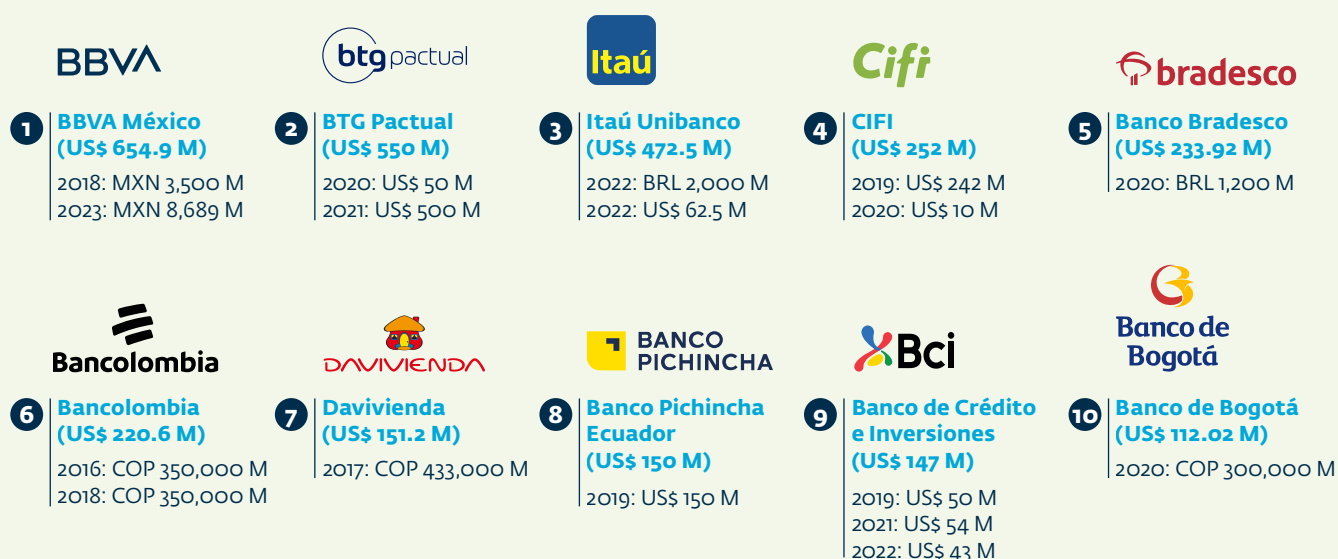 BBVA
btg pactual
Itaú
Cifi
bradesco
1
BBVA México
(US$ 654.9 M)
2018: MXN 3,500 M
2023: MXN 8,689 M
2
BTG Pactual
(US$ 550 M)
2020: US$ 50 M
2021: US$ 500 M
3
Itaú Unibanco
(US$ 472.5 M)
2022: BRL 2,000 M
2022: US$ 62.5 M
4
CIFI
(US$ 252 M)
2019: US$ 242 M
2020: US$ 10 M
5
Banco Bradesco
(US$ 233.92 M)
2020: BRL 1,200 M
Bancolombia
DAVIVIENDA
BANCO
PICHINCHA
Bci
Banco de
Bogotá
6
Bancolombia
(US$ 220.6 M)
2016: COP 350,000 M
2018: COP 350,000 M
7
Davivienda
(US$ 151.2 M)
2017: COP 433,000 M
8
Banco Pichincha
Ecuador
(US$ 150 M)
2019: US$ 150 M
9
Banco de Crédito
e Inversiones
(US$ 147 M)
2019: US$ 50 M
2021: US$ 54 M
2022: US$ 43 M
10
Banco de Bogotá
(US$ 112.02 M)
2020: COP 300,000 M